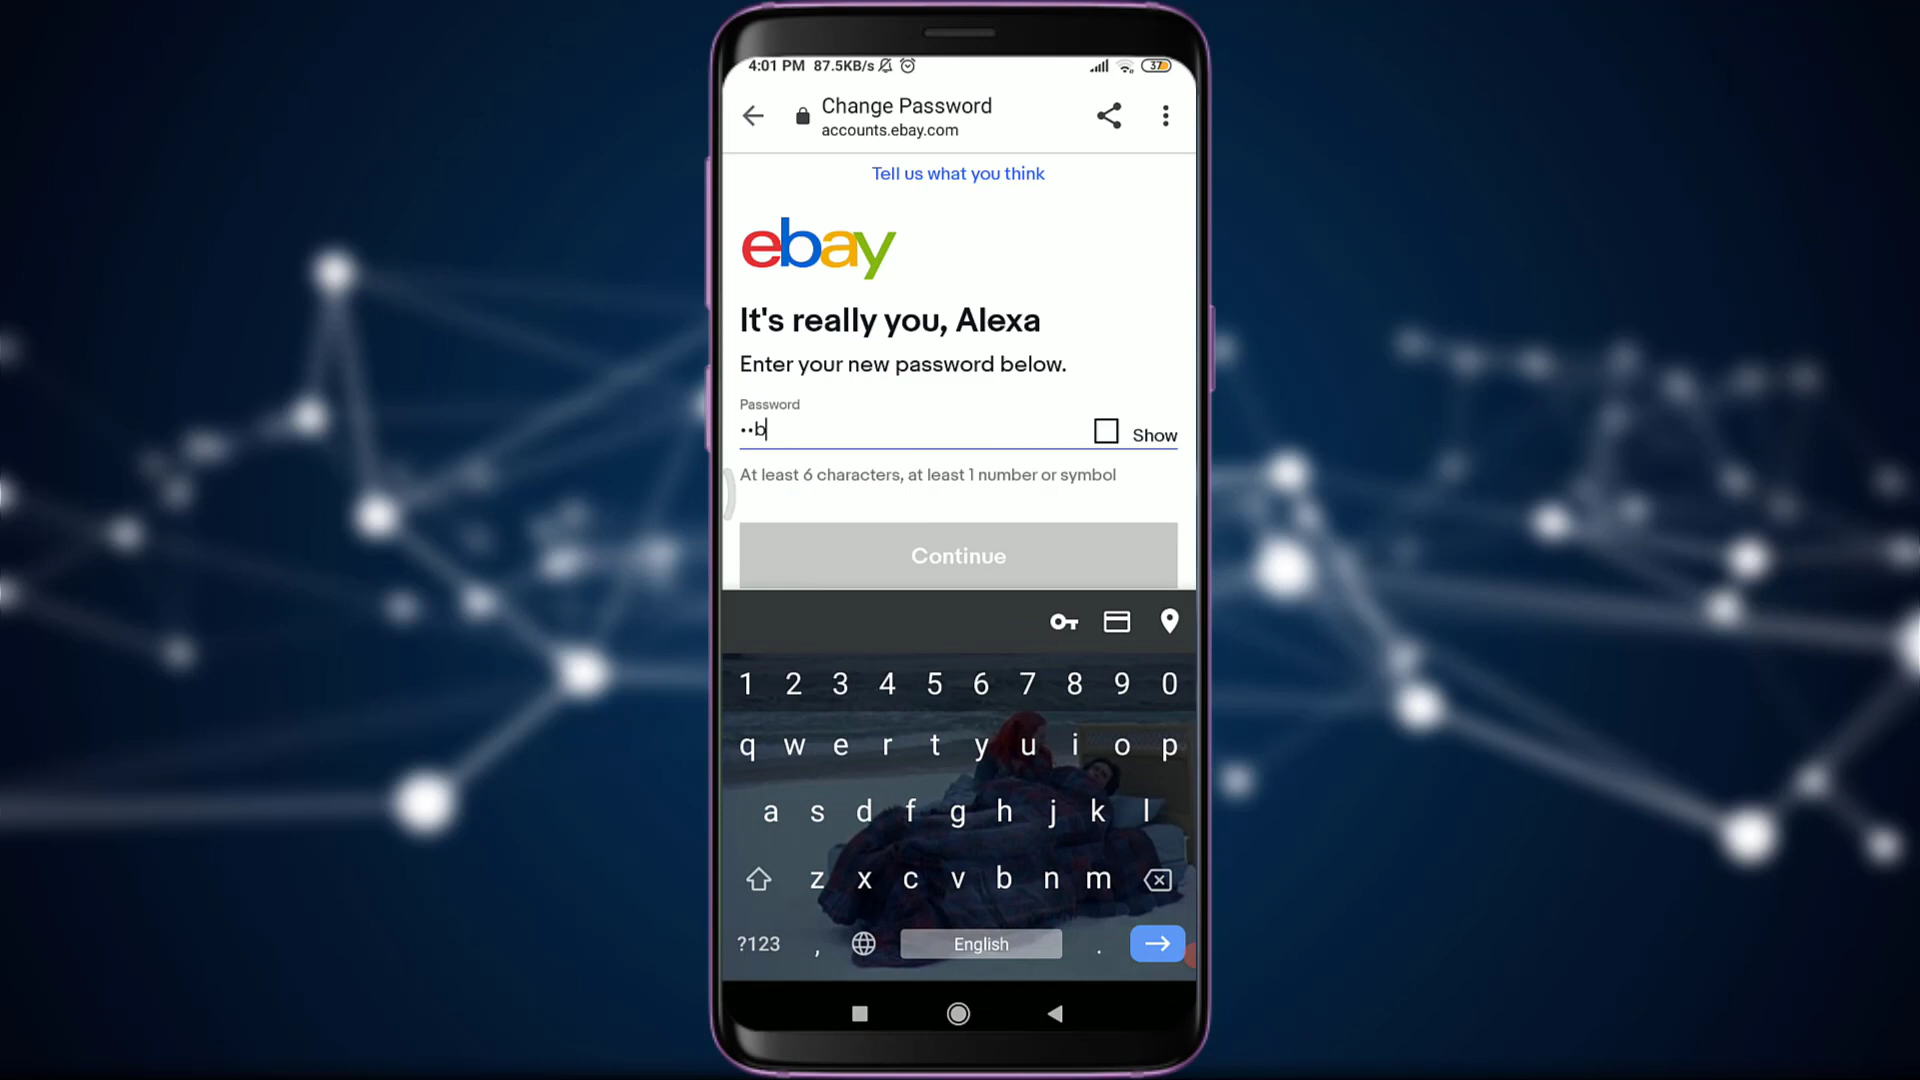 4:01 PM 87.5KB/s 37
Change Password
accounts.ebay.com
Tell us what you think
ebay
It's really you, Alexa
Enter your new password below.
Password
••b
Show
At least 6 characters, at least 1 number or symbol
Continue
1 2 3 4 5 6 7 8 9 0
q w e r t y u i o p
a s d f g h j k l
z x c v b n m
?123 , English .